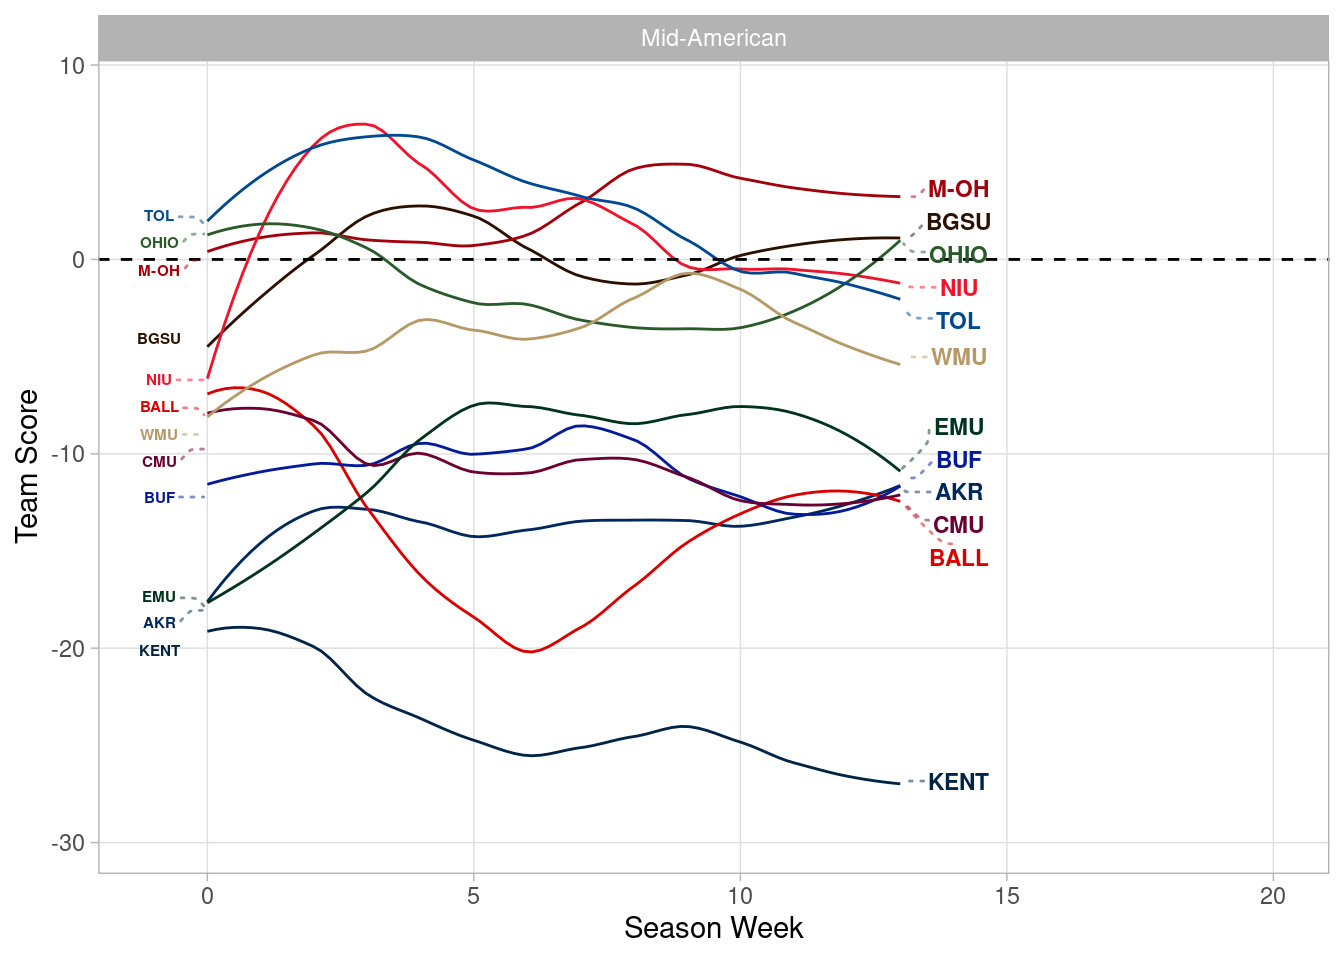 Mid-American
Team Score
10
0
-10
-20
-30
TOL
OHIO
M-OH
BGSU
NIU
BALL
WMU
CMU
BUF
EMU
AKR
KENT
M-OH
BGSU
OHIO
NIU
TOL
WMU
EMU
BUF
AKR
CMU
BALL
KENT
0 5 10 15 20
Season Week